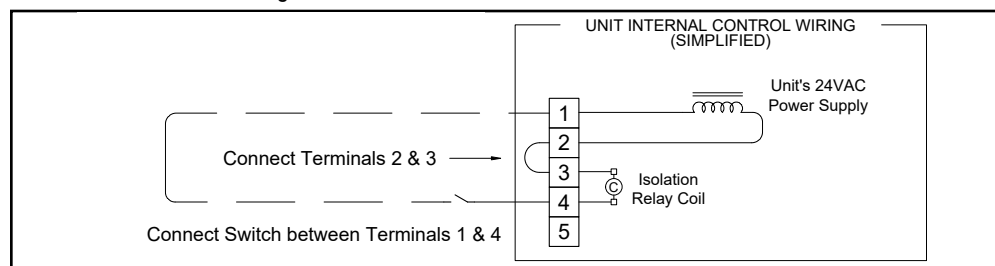 UNIT INTERNAL CONTROL WIRING
(SIMPLIFIED)
Unit's 24VAC
Power Supply
1
2
Connect Terminals 2 & 3
3
Isolation
Relay Coil
C
4
Connect Switch between Terminals 1 & 4
5